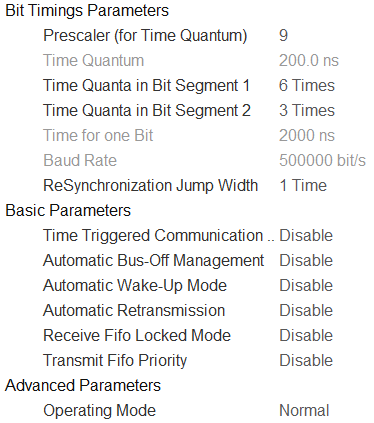 Bit Timings Parameters
Prescaler (for Time Quantum) 9
Time Quantum 200.0 ns
Time Quanta in Bit Segment 1 6 Times
Time Quanta in Bit Segment 2 3 Times
Time for one Bit 2000 ns
Baud Rate 500000 bit/s
ReSynchronization Jump Width 1 Time
Basic Parameters
Time Triggered Communication .. Disable
Automatic Bus-Off Management Disable
Automatic Wake-Up Mode Disable
Automatic Retransmission Disable
Receive Fifo Locked Mode Disable
Transmit Fifo Priority Disable
Advanced Parameters
Operating Mode Normal